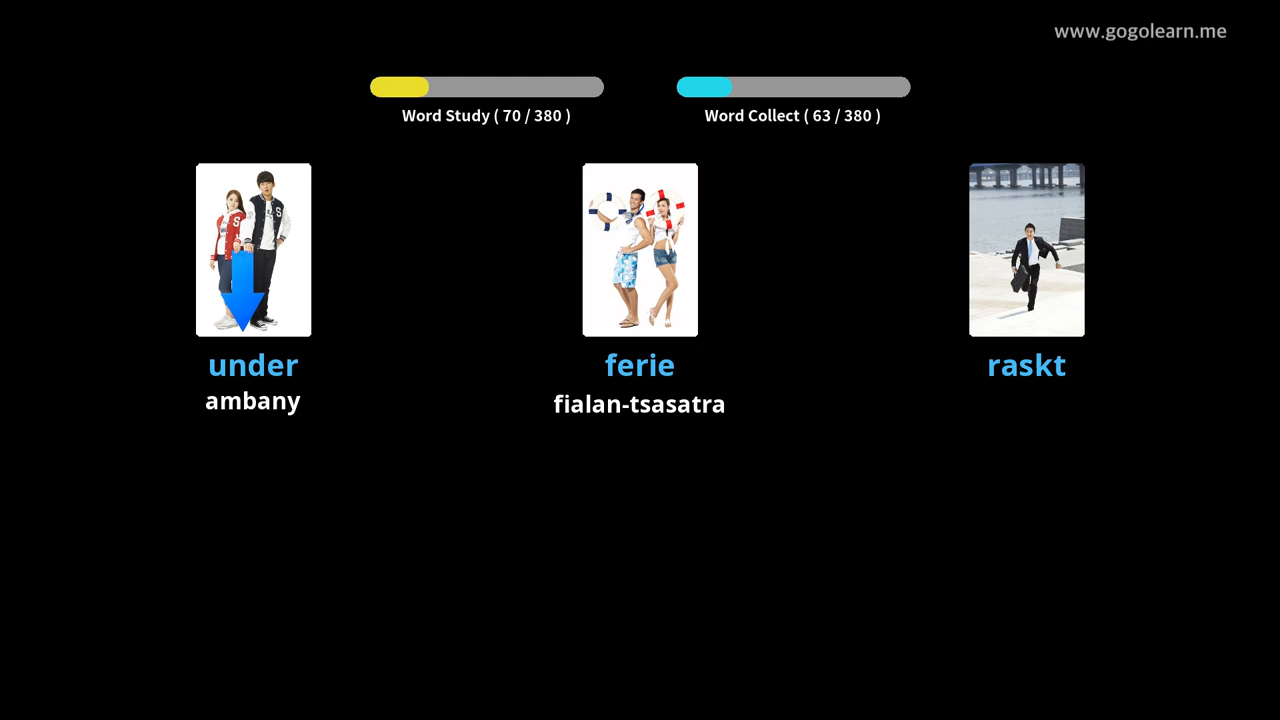 www.gogolearn.me
Word Study ( 70 / 380 )
Word Collect ( 63 / 380 )
under
ferie
raskt
ambany
fialan-tsasatra